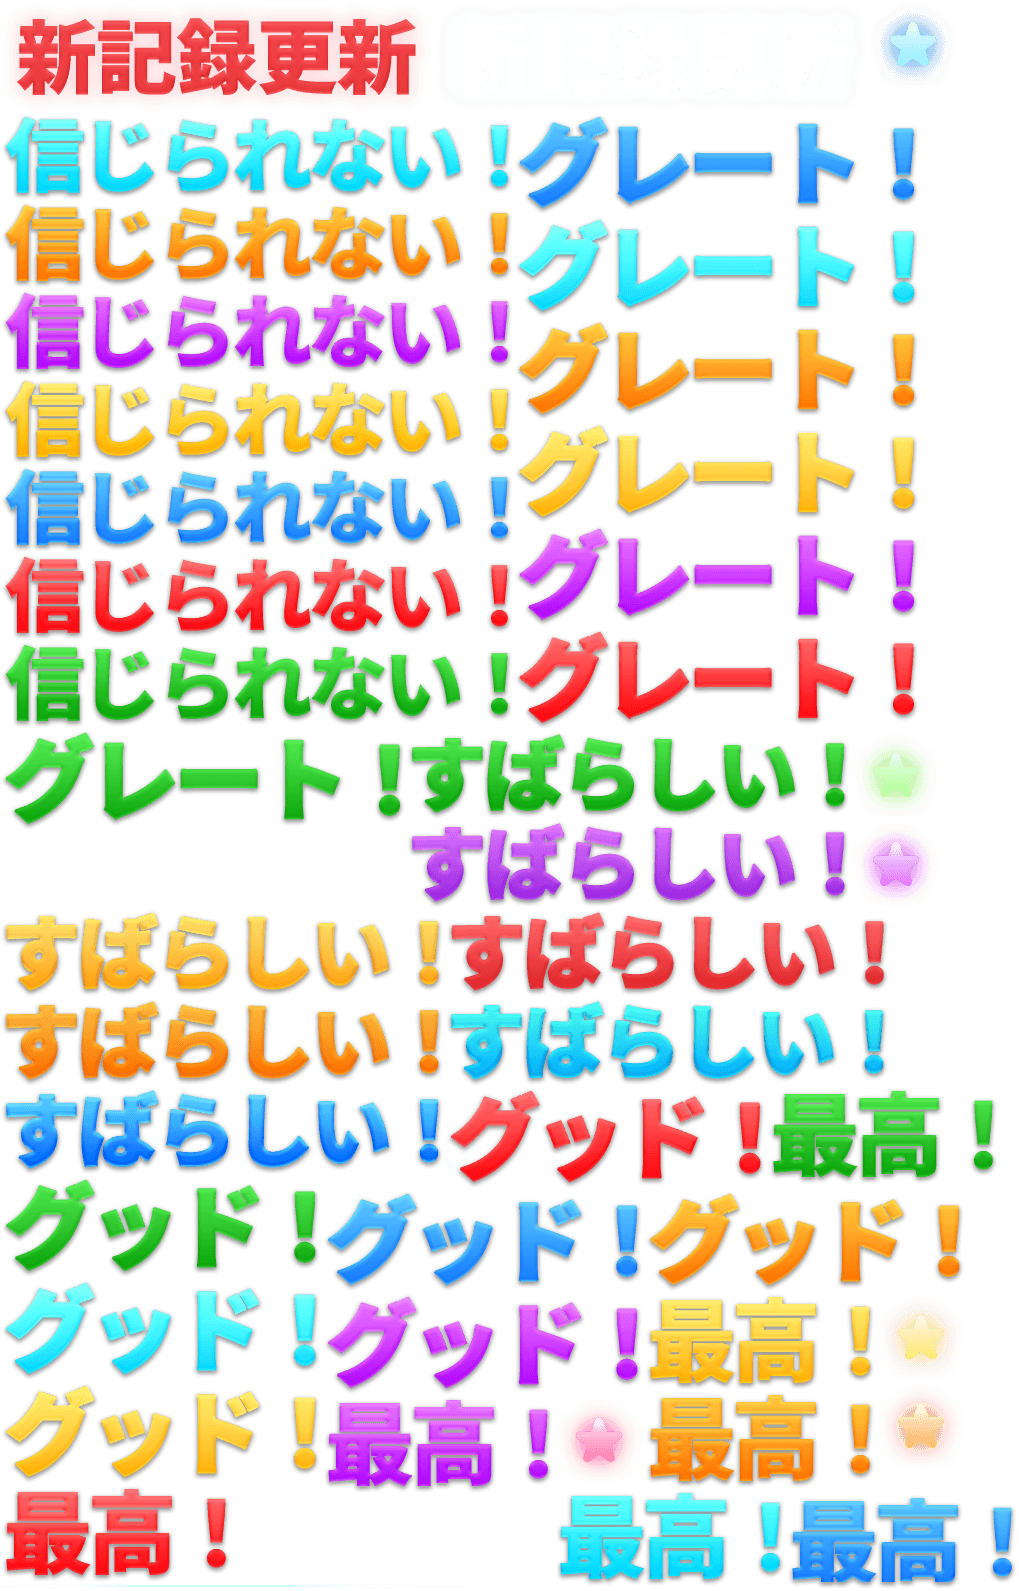 新記録更新
信じられない！グレート！
信じられない！グレート！
信じられない！グレート！
信じられない！グレート！
信じられない！グレート！
信じられない！グレート！
信じられない！
グレート！すばらしい！
すばらしい！
すばらしい！すばらしい！
すばらしい！すばらしい！
すばらしい！グッド！最高！
グッド！グッド！グッド！
グッド！グッド！最高！
グッド！最高！最高！
最高！最高！最高！